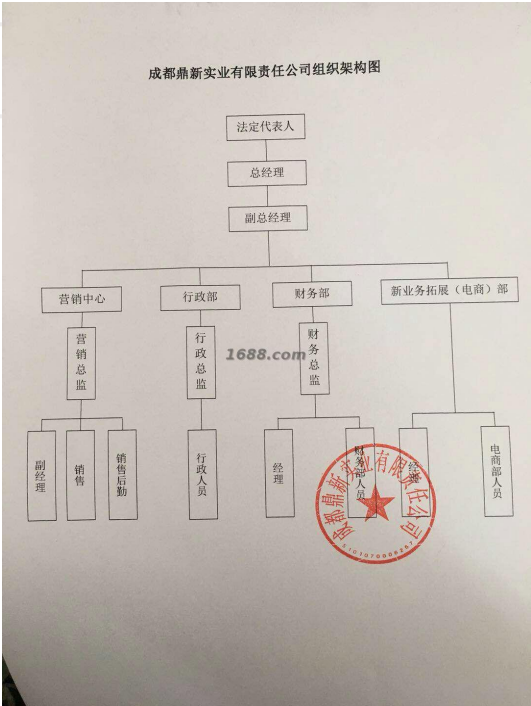 成都鼎新实业有限责任公司组织架构图
法定代表人
总经理
副总经理
营销中心
行政部
财务部
新业务拓展（电商）部
营销总监
行政总监
财务总监
1688.com
副经理
销售
销售后勤
行政人员
经理
财务部人员
经理
电商部人员
成都鼎新实业有限责任公司